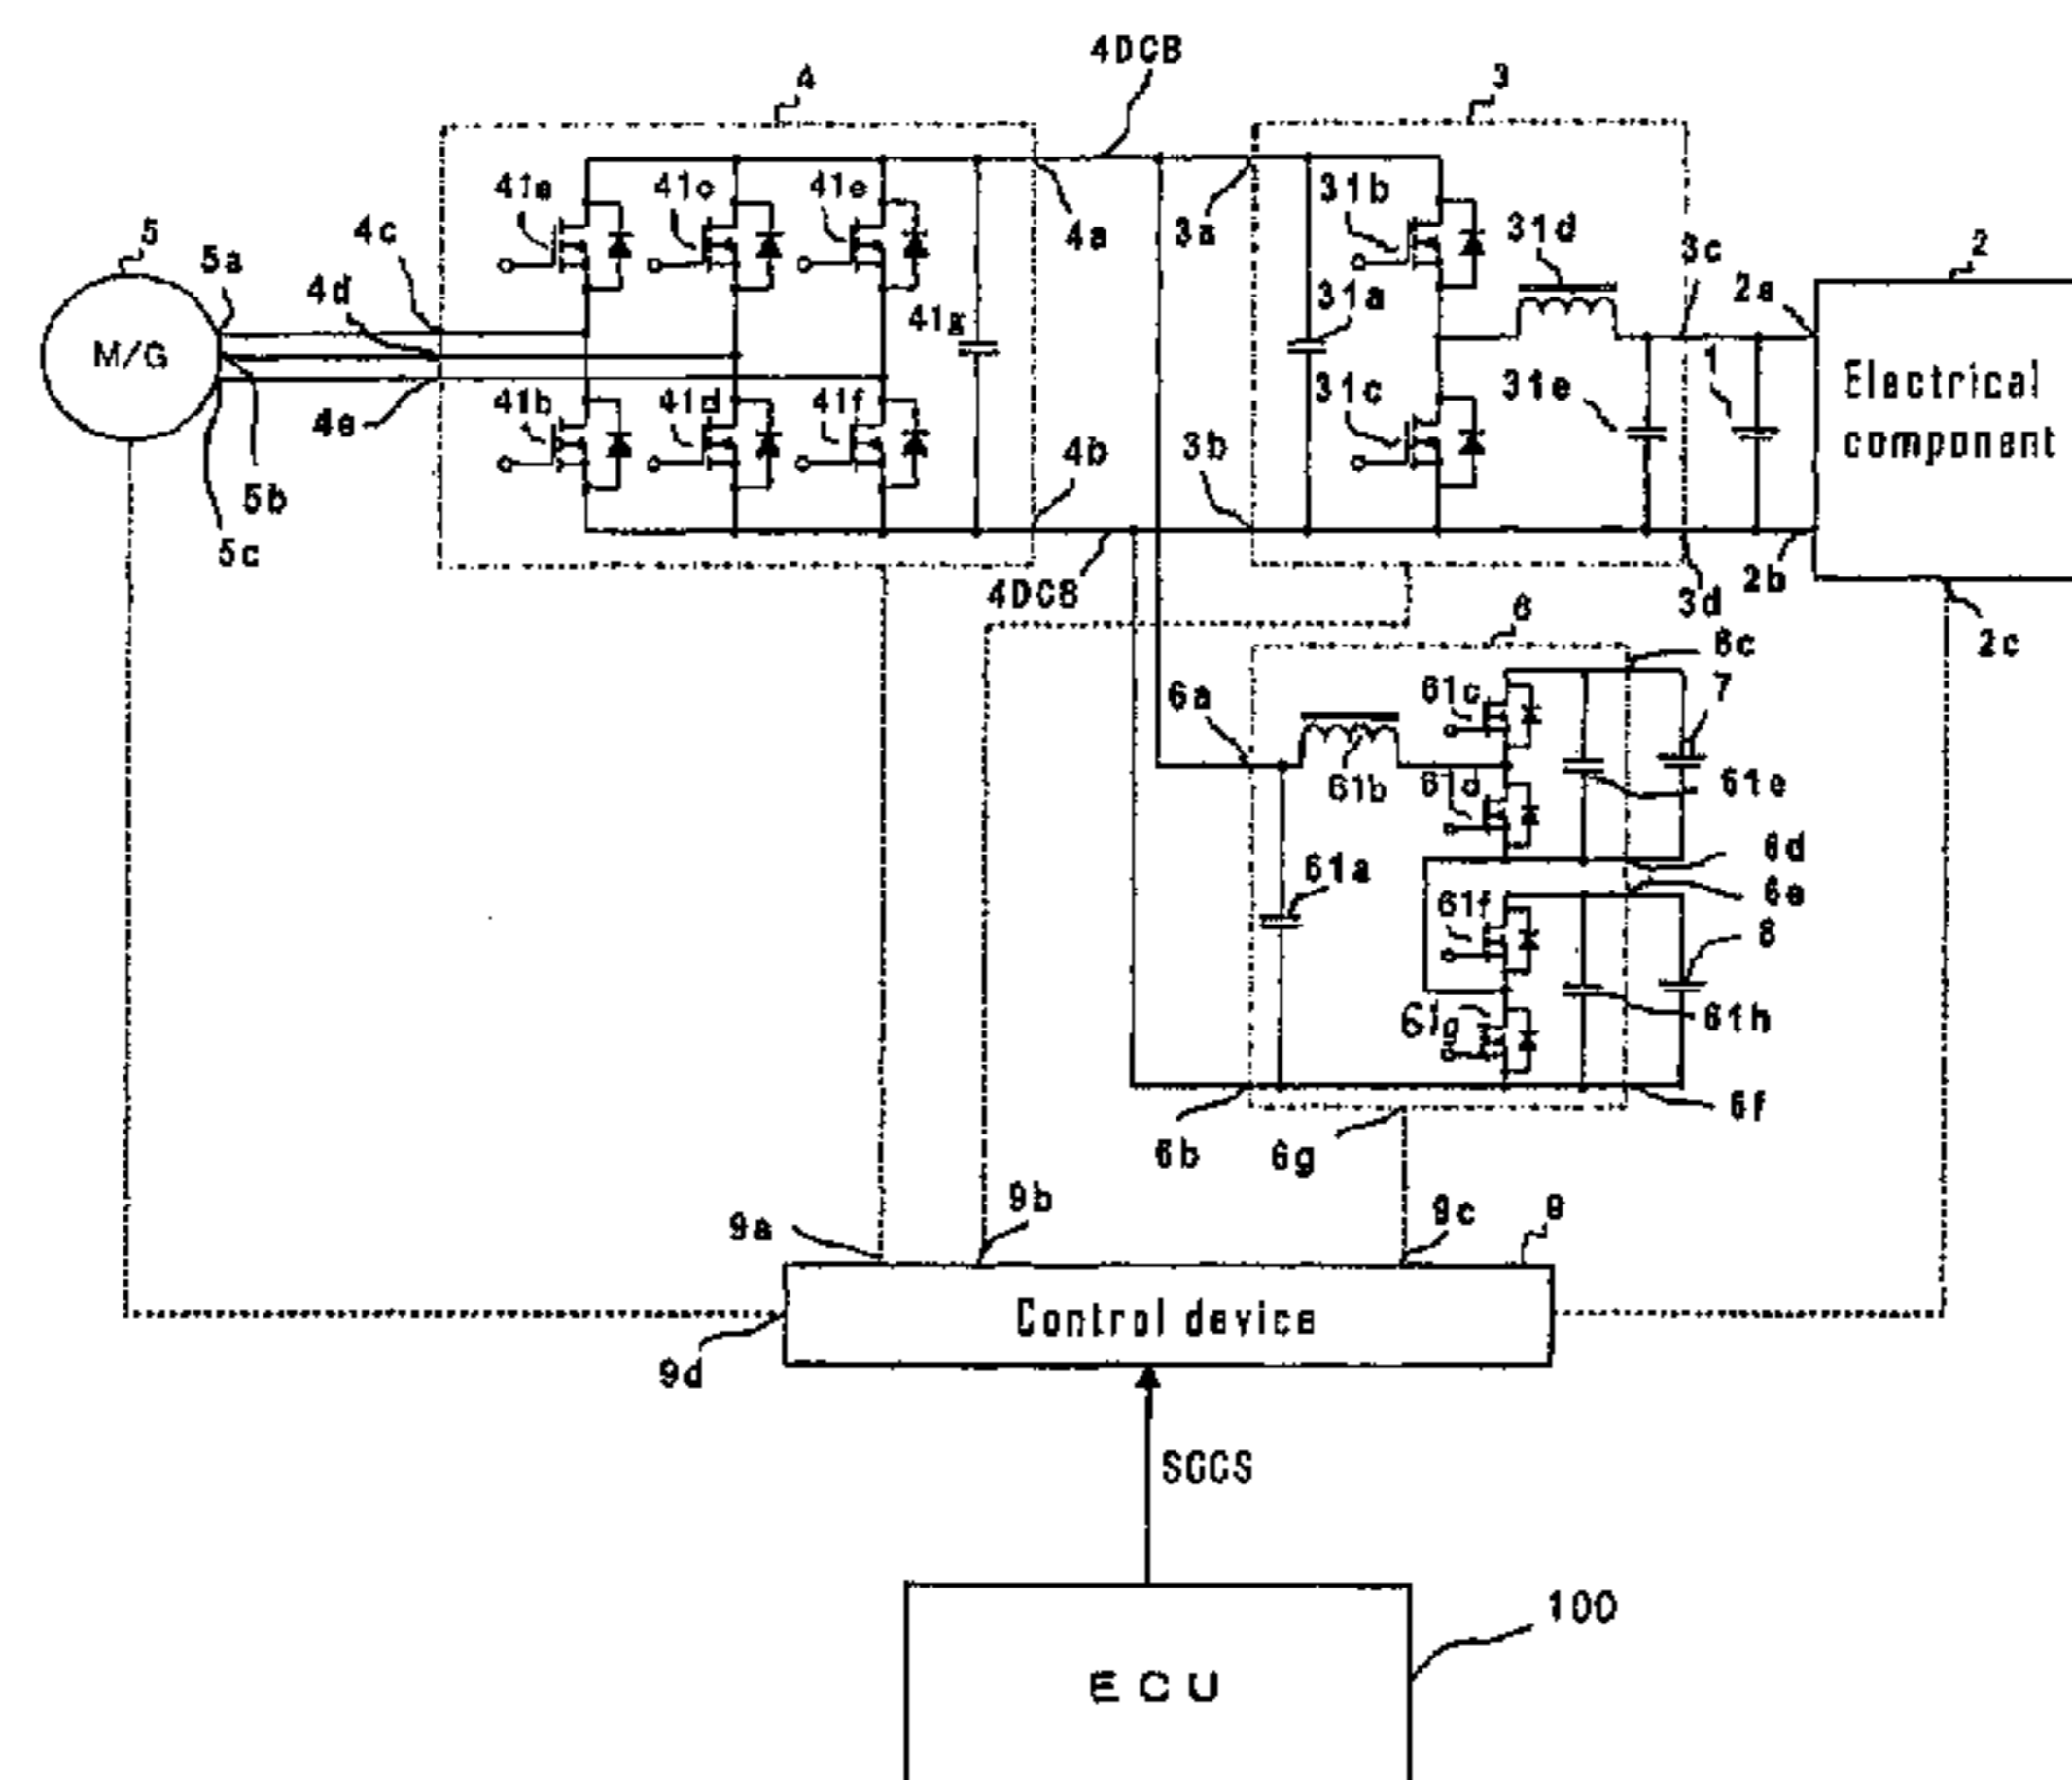 4DCB
4
3
41a
41c
41e
31b
31d
5
5a
4c
4d
4a
3a
3c
2a
2
M/G
41g
31a
1
Electrical
component
31c
31e
41b
41d
41f
4e
5b
5c
4b
3b
4DCB
3d
2b
2c
6
6c
7
61c
6a
61b
61d
61e
6d
6e
61a
61f
8
61g
61h
6f
6b
6g
9a
9b
9c
9
Control device
9d
SCCS
100
ECU